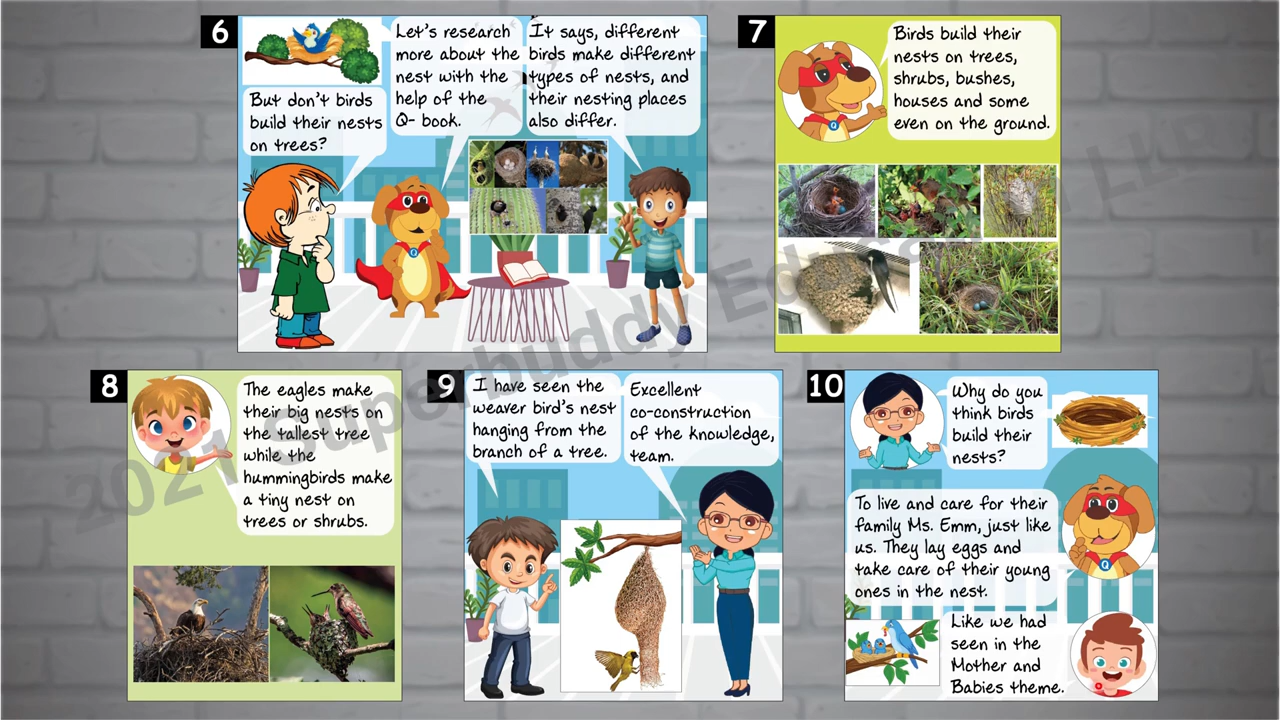 6
But don't birds
build their nests
on trees?
Let's research
more about the
nest with the
help of the
Q- book.
It says, different
birds make different
types of nests, and
their nesting places
also differ.
Q
7
Birds build their
nests on trees,
shrubs, bushes,
houses and some
even on the ground.
Q
8
The eagles make
their big nests on
the tallest tree
while the
hummingbirds make
a tiny nest on
trees or shrubs.
9
I have seen the
weaver bird's nest
hanging from the
branch of a tree.
Excellent
co-construction
of the knowledge,
team.
10
Why do you
think birds
build their
nests?
To live and care for their
family Ms. Emm, just like
us. They lay eggs and
take care of their young
ones in the nest.
Q
Like we had
seen in the
Mother and
Babies theme.
2021 Superbuddy